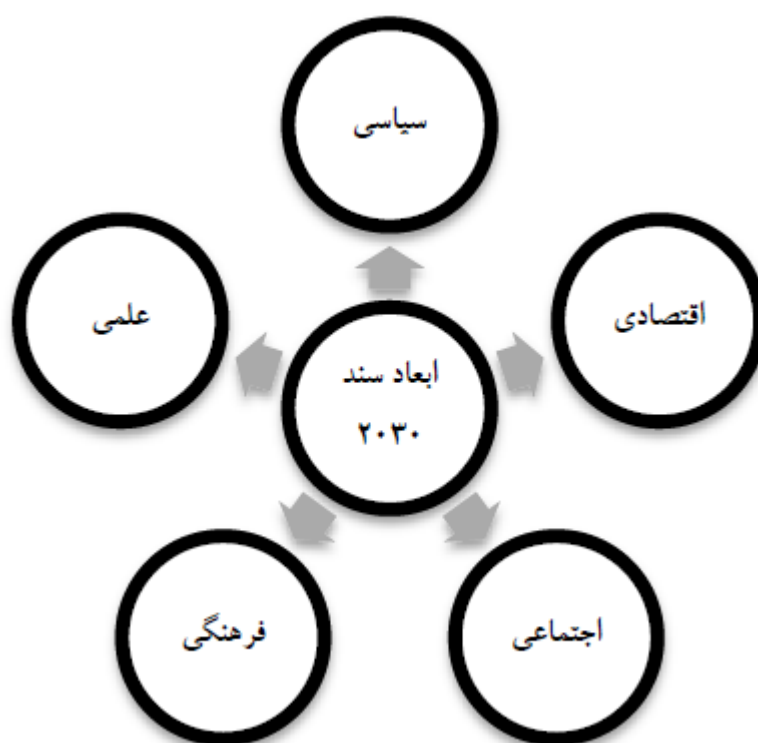 سیاسی
اقتصادی
علمی
ابعاد سند
۲۰۳۰
اجتماعی
فرهنگی